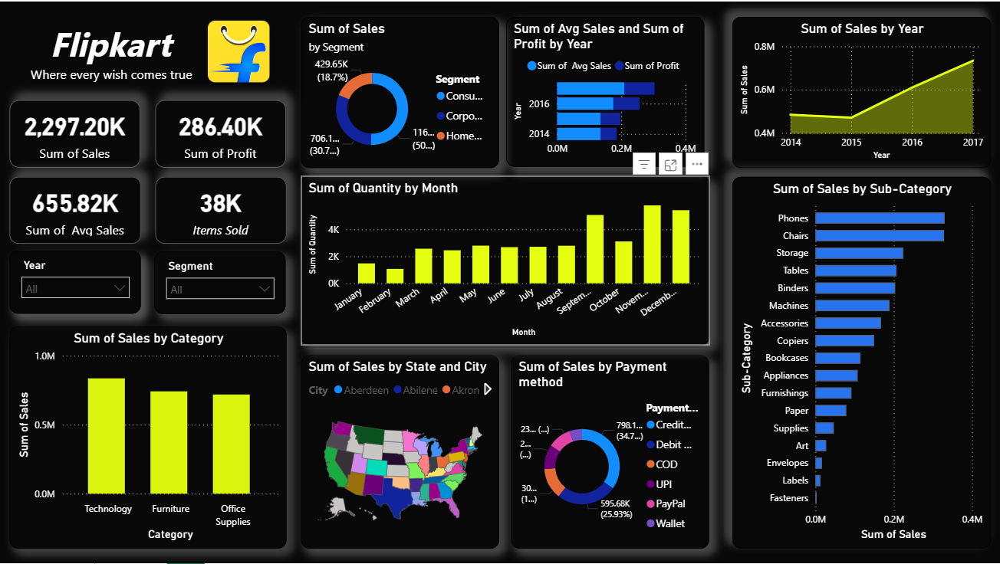 Flipkart
Where every wish comes true
2,297.20K
Sum of Sales
286.40K
Sum of Profit
655.82K
Sum of Avg Sales
38K
Items Sold
Year
All
Segment
All
Sum of Sales by Category
1.0M
0.5M
0.0M
Sum of Sales
Technology
Furniture
Office
Supplies
Category
Sum of Sales
by Segment
429.65K
(18.7%)
706.1...
(30.7...)
116...
(50...)
Segment
Consu...
Corpo...
Home...
Sum of Avg Sales and Sum of
Profit by Year
Sum of Avg Sales
Sum of Profit
Year
2016
2014
0.0M
0.2M
0.4M
Sum of Quantity by Month
Sum of Quantity
4K
2K
0K
January
February
March
April
May
June
July
August
Septem...
October
Novem...
Decemb...
Month
Sum of Sales by State and City
City
Aberdeen
Abilene
Akron
Sum of Sales by Payment
method
23... (...)
2...
(...)
30...
(1...)
798.1...
(34.7...)
595.68K
(25.93%)
Payment...
Credit...
Debit ...
COD
UPI
PayPal
Wallet
Sum of Sales by Year
Sum of Sales
0.8M
0.6M
0.4M
2014
2015
2016
2017
Year
Sum of Sales by Sub-Category
Sub-Category
Phones
Chairs
Storage
Tables
Binders
Machines
Accessories
Copiers
Bookcases
Appliances
Furnishings
Paper
Supplies
Art
Envelopes
Labels
Fasteners
0.0M
0.2M
0.4M
Sum of Sales